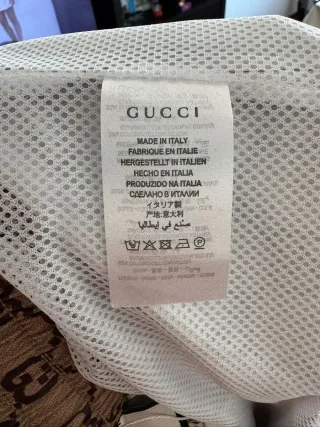 GUCCI
MADE IN ITALY
FABRIQUE EN ITALIE
HERGESTELLT IN ITALIEN
HECHO EN ITALIA
PRODUZIDO NA ITALIA
СДЕЛАНО В ИТАЛИИ
イタリア製
产地:意大利
صنع في إيطاليا